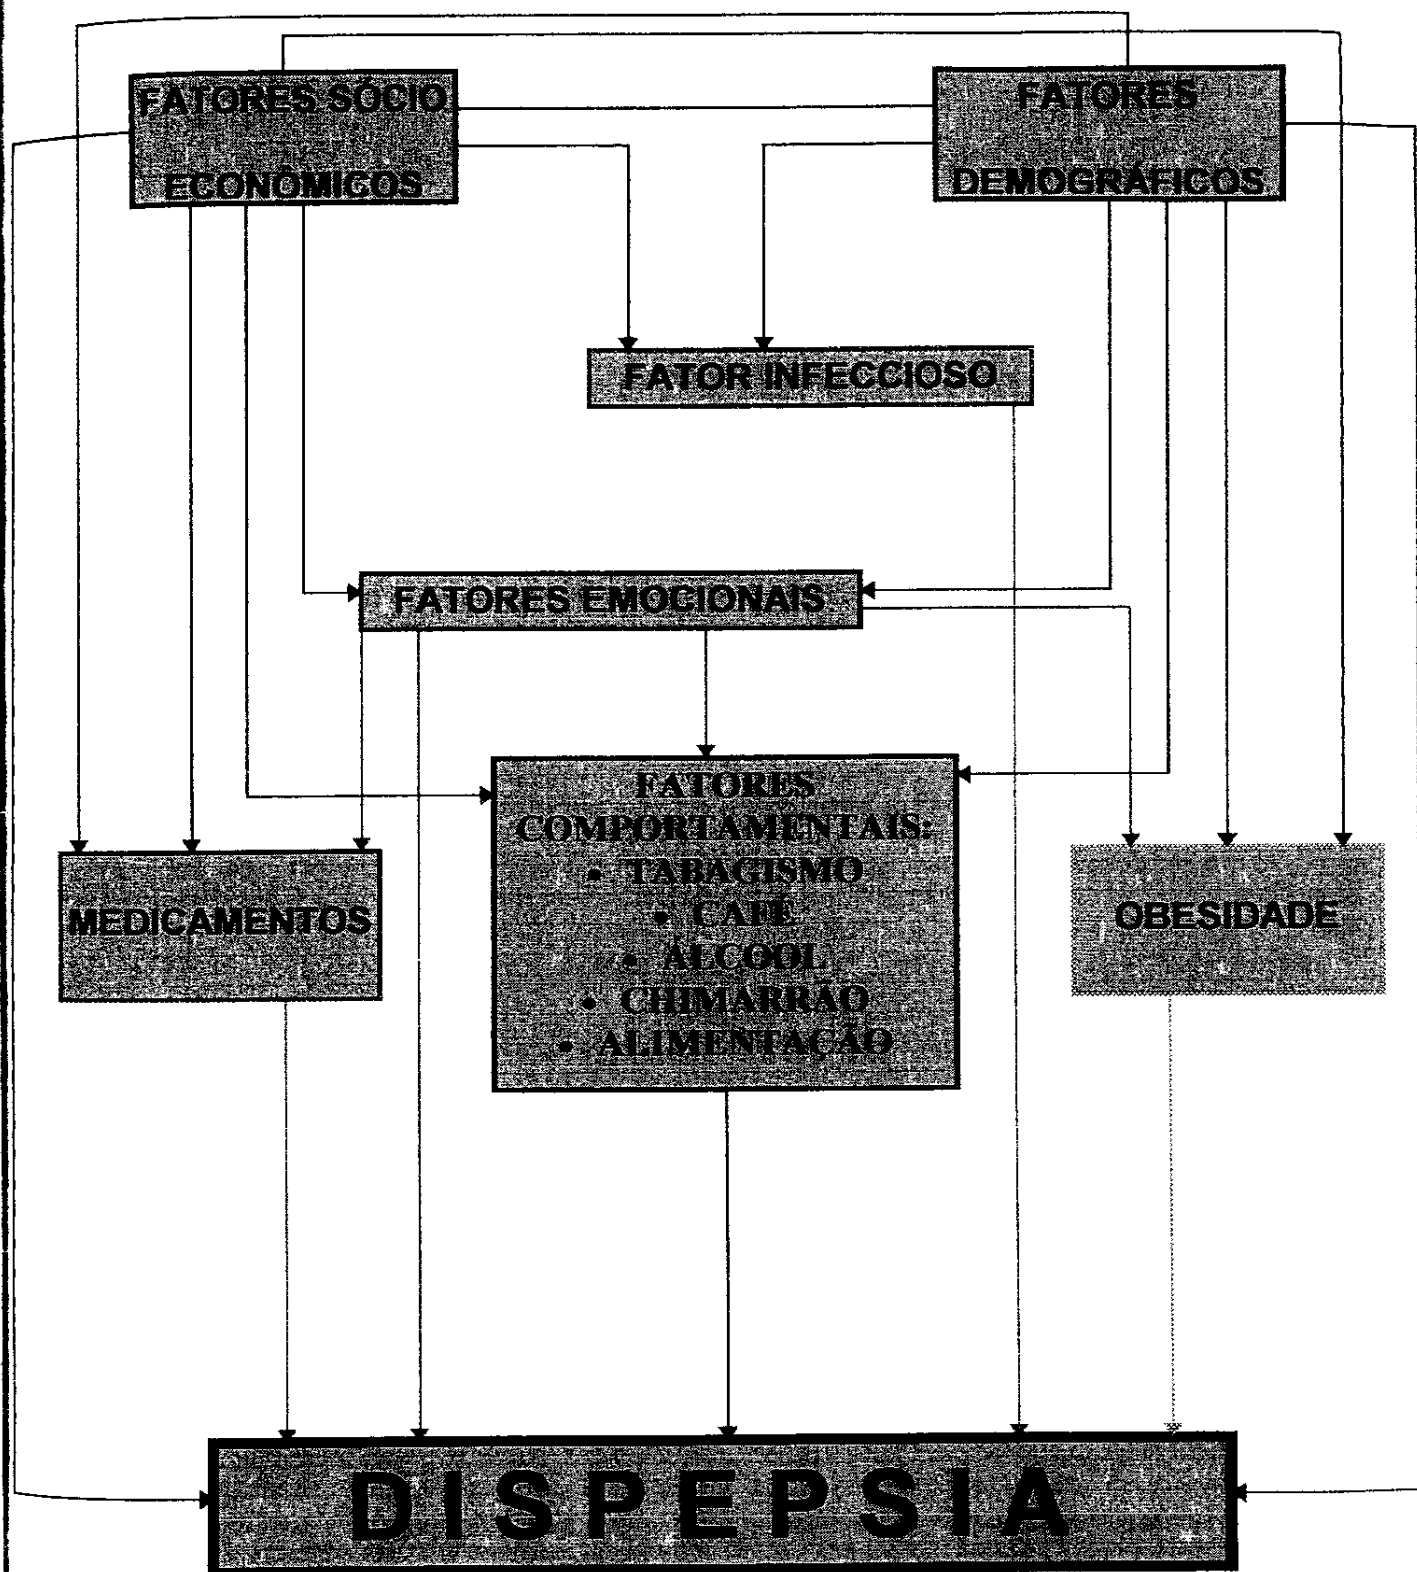 FATORES SÓCIO
ECONÔMICOS
FATORES
DEMOGRÁFICOS
FATOR INFECCIOSO
FATORES EMOCIONAIS
FATORES
COMPORTAMENTAIS:
• TABAGISMO
• CAFÉ
• ÁLCOOL
• CHIMARRÃO
• ALIMENTAÇÃO
MEDICAMENTOS
OBESIDADE
DISPEPSIA